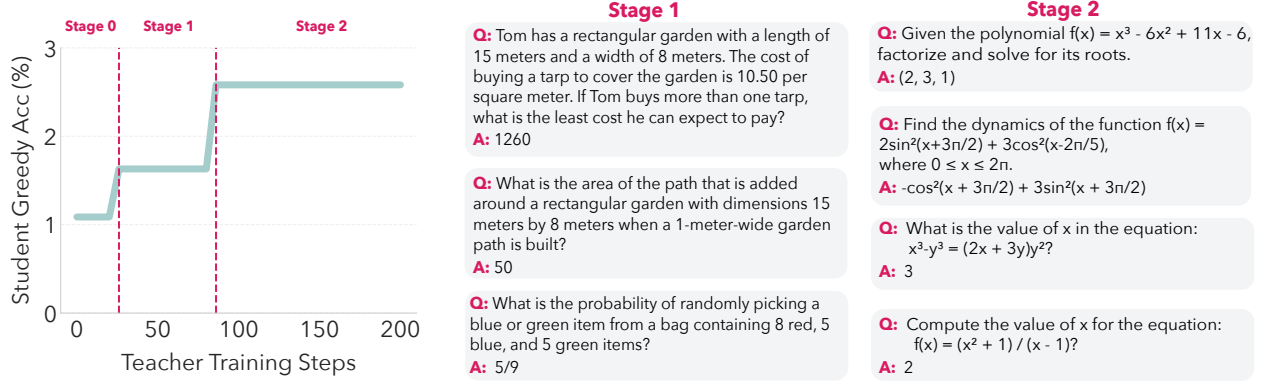 Stage 0
Stage 1
Stage 2
Student Greedy Acc (%)
3
2
1
0
0
50
100
150
200
Teacher Training Steps
Stage 1
Q: Tom has a rectangular garden with a length of
15 meters and a width of 8 meters. The cost of
buying a tarp to cover the garden is 10.50 per
square meter. If Tom buys more than one tarp,
what is the least cost he can expect to pay?
A: 1260
Q: What is the area of the path that is added
around a rectangular garden with dimensions 15
meters by 8 meters when a 1-meter-wide garden
path is built?
A: 50
Q: What is the probability of randomly picking a
blue or green item from a bag containing 8 red, 5
blue, and 5 green items?
A: 5/9
Stage 2
Q: Given the polynomial f(x) = x³ - 6x² + 11x - 6,
factorize and solve for its roots.
A: (2, 3, 1)
Q: Find the dynamics of the function f(x) =
2sin²(x+3π/2) + 3cos²(x-2π/5),
where 0 ≤ x ≤ 2π.
A: -cos²(x + 3π/2) + 3sin²(x + 3π/2)
Q: What is the value of x in the equation:
x³-y³ = (2x + 3y)y²?
A: 3
Q: Compute the value of x for the equation:
f(x) = (x² + 1) / (x - 1)?
A: 2